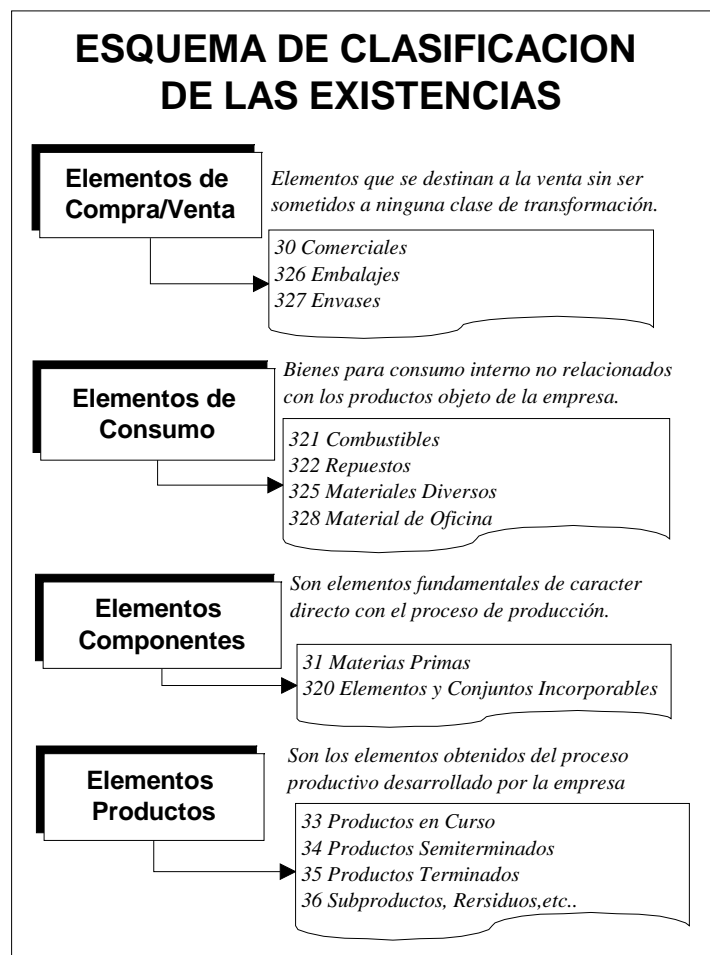 ESQUEMA DE CLASIFICACION
DE LAS EXISTENCIAS
Elementos de
Compra/Venta
Elementos que se destinan a la venta sin ser
sometidos a ninguna clase de transformación.
30 Comerciales
326 Embalajes
327 Envases
Elementos de
Consumo
Bienes para consumo interno no relacionados
con los productos objeto de la empresa.
321 Combustibles
322 Repuestos
325 Materiales Diversos
328 Material de Oficina
Elementos
Componentes
Son elementos fundamentales de caracter
directo con el proceso de producción.
31 Materias Primas
320 Elementos y Conjuntos Incorporables
Elementos
Productos
Son los elementos obtenidos del proceso
productivo desarrollado por la empresa
33 Productos en Curso
34 Productos Semiterminados
35 Productos Terminados
36 Subproductos, Rersiduos,etc..